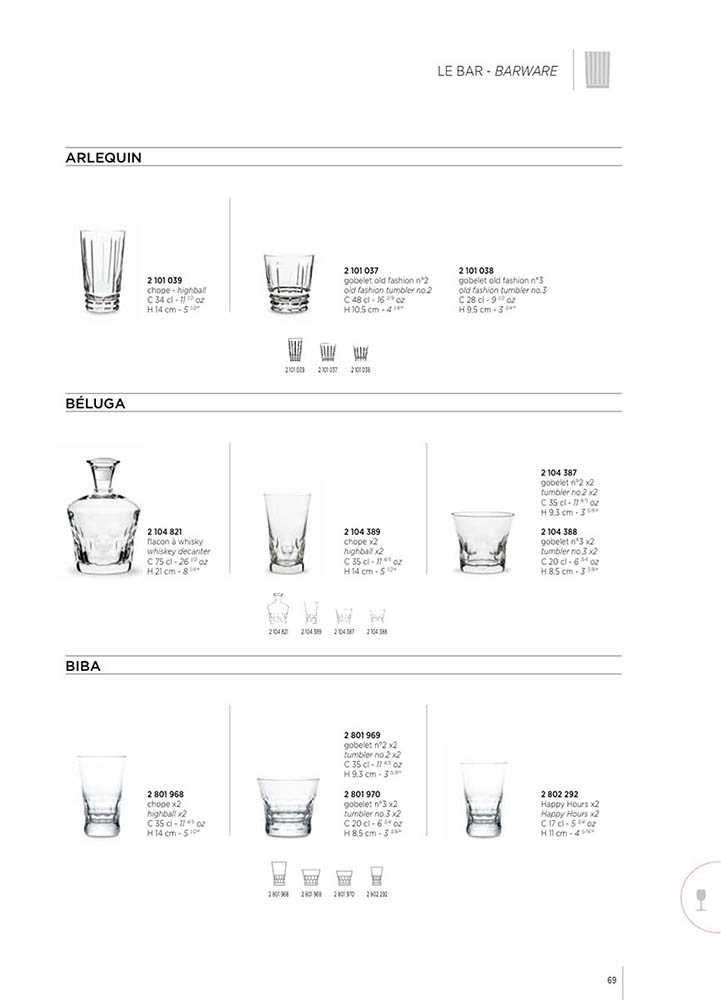 LE BAR - BARWARE
ARLEQUIN
2 101 039
chope - highball
C 34 cl - 11 1/2 oz
H 14 cm - 5 1/2"
2 101 037
gobelet old fashion n°2
old fashion tumbler no.2
C 48 cl - 16 2/9 oz
H 10,5 cm - 4 1/9"
2 101 038
gobelet old fashion n°3
old fashion tumbler no.3
C 28 cl - 9 1/2 oz
H 9,5 cm - 3 3/4"
2 101 039
2 101 037
2 101 038
BÉLUGA
2 104 821
flacon à whisky
whiskey decanter
C 75 cl - 26 1/2 oz
H 21 cm - 8
2 104 389
chope x2
highball x2
C 35 cl - 11 4/5 oz
H 14 cm - 5 1/2"
2 104 387
gobelet n°2 x2
tumbler no.2 x2
C 35 cl - 11 4/5 oz
H 9,3 cm - 3 5/8"
2 104 388
gobelet n°3 x2
tumbler no.3 x2
C 20 cl - 6 3/4 oz
H 8,5 cm - 3 3/8"
2 104 821
2 104 389
2 104 387
2 104 388
BIBA
2 801 968
chope x2
highball x2
C 35 cl - 11 4/5 oz
H 14 cm - 5 1/2"
2 801 969
gobelet n°2 x2
tumbler no.2 x2
C 35 cl - 11 4/5 oz
H 9,3 cm - 3 5/8"
2 801 970
gobelet n°3 x2
tumbler no.3 x2
C 20 cl - 6 3/4 oz
H 8,5 cm - 3 3/8"
2 802 292
Happy Hours x2
Happy Hours x2
C 17 cl - 5 3/4 oz
H 11 cm - 4 5/16"
2 801 968
2 801 969
2 801 970
2 802 292
69